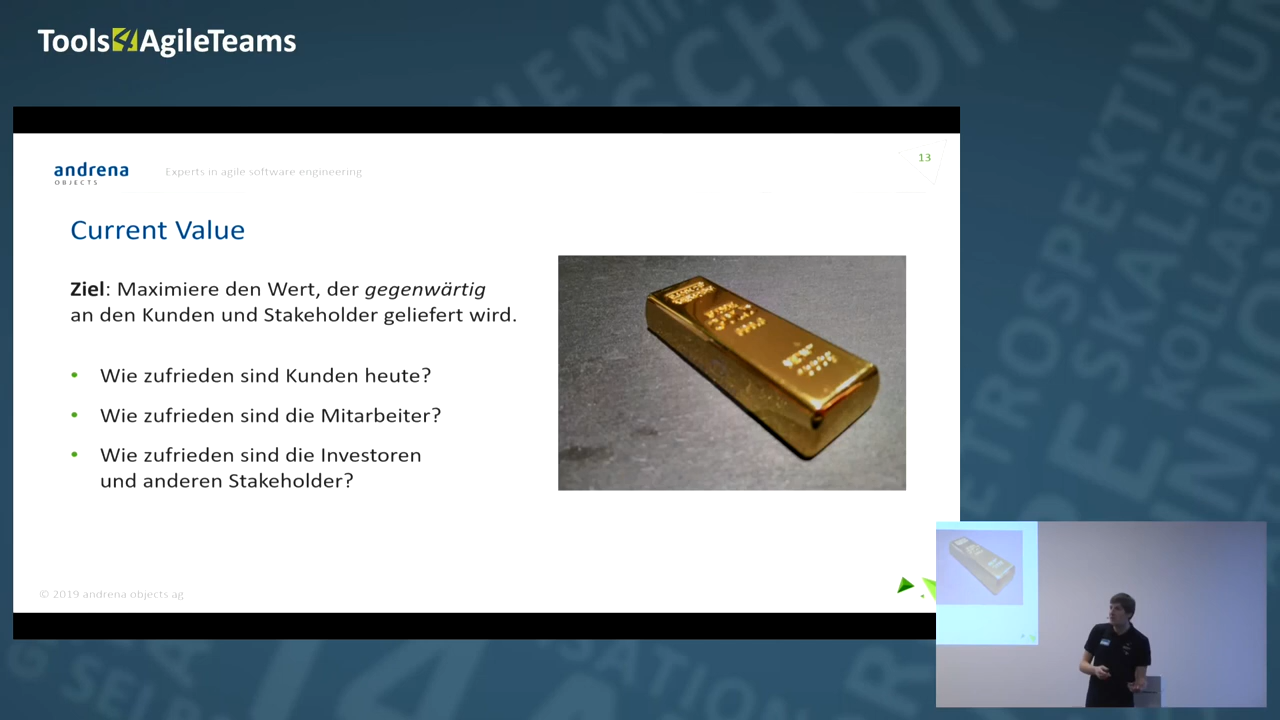 Tools4AgileTeams
andrena
OBJECTS
Experts in agile software engineering
13
Current Value
Ziel: Maximiere den Wert, der gegenwärtig
an den Kunden und Stakeholder geliefert wird.
• Wie zufrieden sind Kunden heute?
• Wie zufrieden sind die Mitarbeiter?
• Wie zufrieden sind die Investoren
und anderen Stakeholder?
© 2019 andrena objects ag